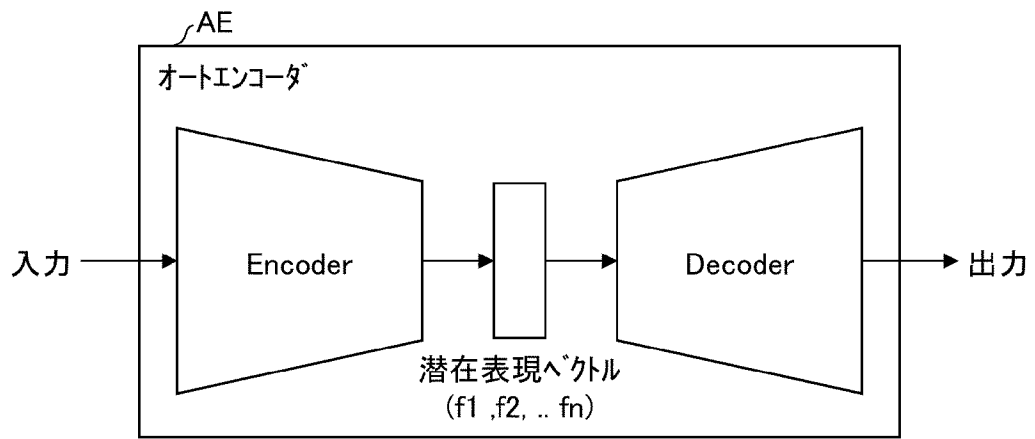 AE
オートエンコーダ
入力
Encoder
Decoder
出力
潜在表現ベクトル
(f1 ,f2, .. fn)